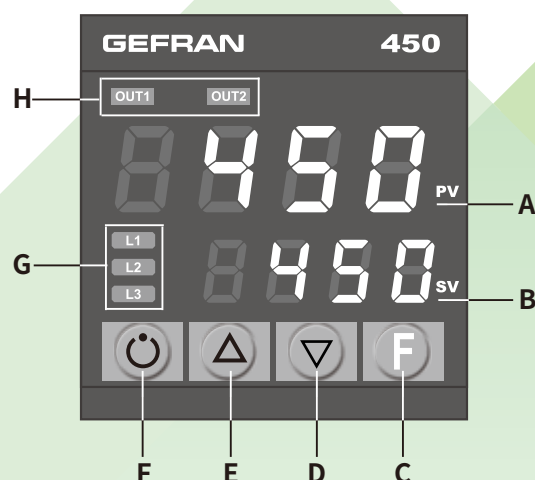 GEFRAN 450
H
OUT1 OUT2
450
PV
A
G
L1
L2
L3
450
SV
B
F
F E D C